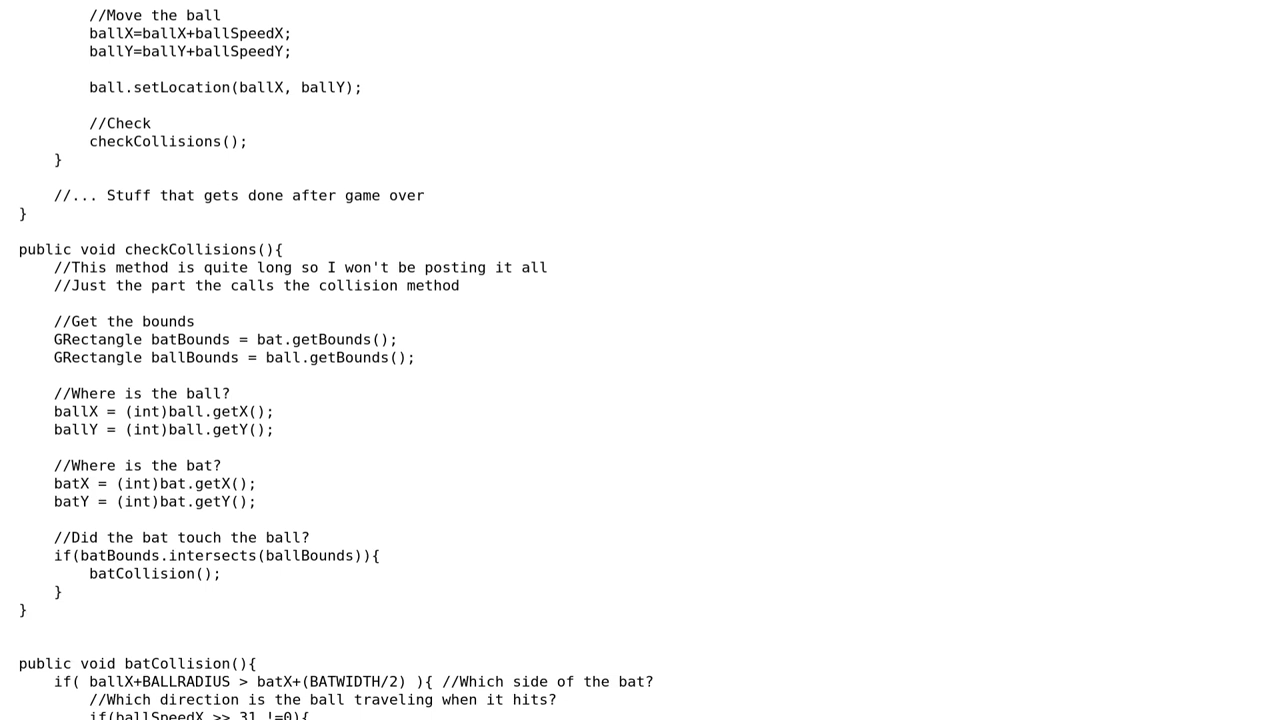 //Move the ball
ballX=ballX+ballSpeedX;
ballY=ballY+ballSpeedY;
ball.setLocation(ballX, ballY);
//Check
checkCollisions();
}
//... Stuff that gets done after game over
}
public void checkCollisions(){
//This method is quite long so I won't be posting it all
//Just the part the calls the collision method
//Get the bounds
GRectangle batBounds = bat.getBounds();
GRectangle ballBounds = ball.getBounds();
//Where is the ball?
ballX = (int)ball.getX();
ballY = (int)ball.getY();
//Where is the bat?
batX = (int)bat.getX();
batY = (int)bat.getY();
//Did the bat touch the ball?
if(batBounds.intersects(ballBounds)){
batCollision();
}
}
public void batCollision(){
if( ballX+BALLRADIUS > batX+(BATWIDTH/2) ){ //Which side of the bat?
//Which direction is the ball traveling when it hits?
if(ballSpeedX >> 31 !=0){